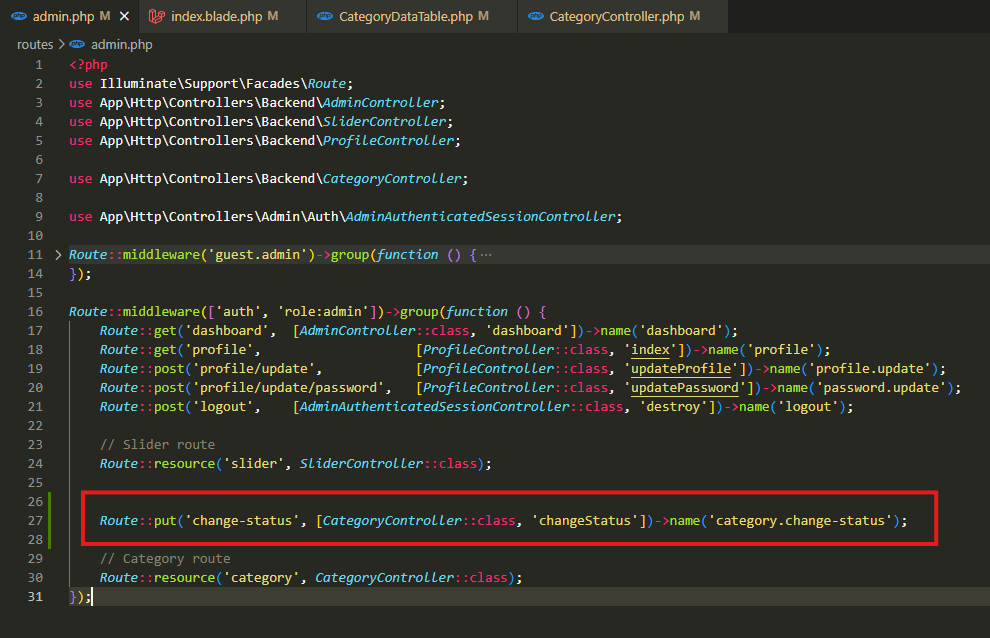 admin.php M × index.blade.php M CategoryDataTable.php M CategoryController.php M
routes > admin.php
1 <?php
2 use Illuminate\Support\Facades\Route;
3 use App\Http\Controllers\Backend\AdminController;
4 use App\Http\Controllers\Backend\SliderController;
5 use App\Http\Controllers\Backend\ProfileController;
6
7 use App\Http\Controllers\Backend\CategoryController;
8
9 use App\Http\Controllers\Admin\Auth\AdminAuthenticatedSessionController;
10
11 > Route::middleware('guest.admin')->group(function () { ···
14 });
15
16 Route::middleware(['auth', 'role:admin'])->group(function () {
17     Route::get('dashboard',  [AdminController::class, 'dashboard'])->name('dashboard');
18     Route::get('profile',                    [ProfileController::class, 'index'])->name('profile');
19     Route::post('profile/update',            [ProfileController::class, 'updateProfile'])->name('profile.update');
20     Route::post('profile/update/password',   [ProfileController::class, 'updatePassword'])->name('password.update');
21     Route::post('logout',    [AdminAuthenticatedSessionController::class, 'destroy'])->name('logout');
22
23     // Slider route
24     Route::resource('slider', SliderController::class);
25
26
27     Route::put('change-status', [CategoryController::class, 'changeStatus'])->name('category.change-status');
28
29     // Category route
30     Route::resource('category', CategoryController::class);
31 });